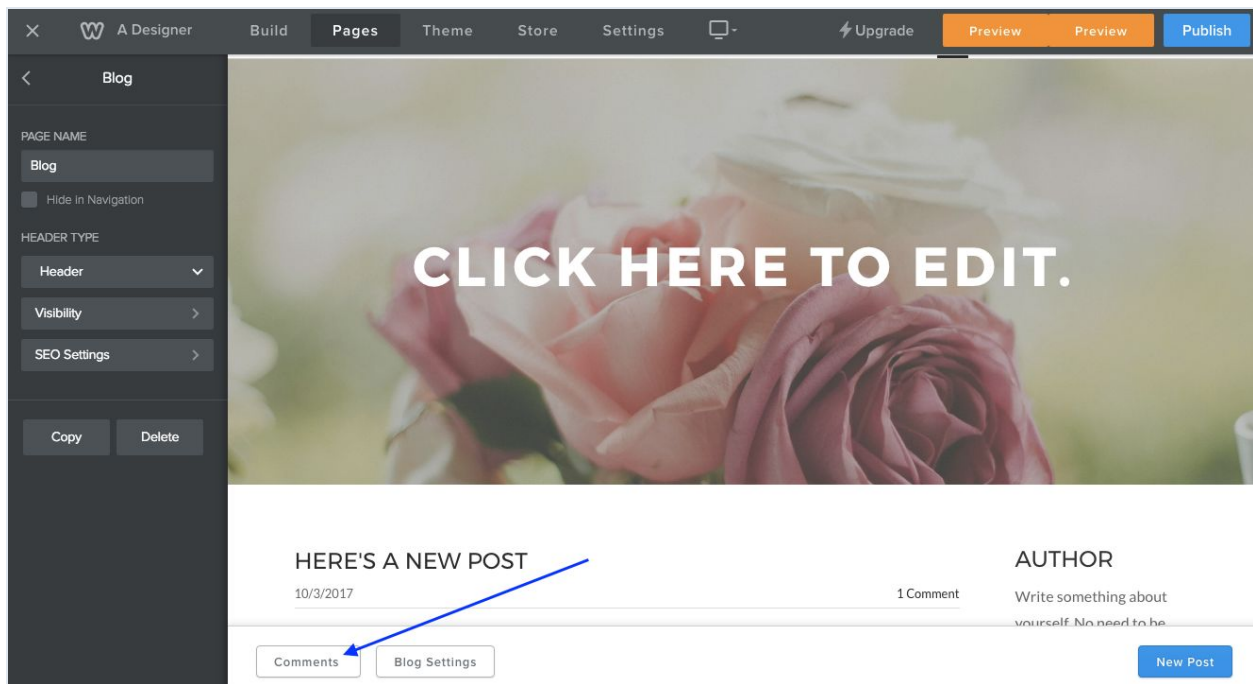 A Designer Build Pages Theme Store Settings Upgrade Preview Preview Publish
Blog
PAGE NAME
Blog
Hide in Navigation
HEADER TYPE
Header
Visibility
SEO Settings
Copy Delete
CLICK HERE TO EDIT.
HERE'S A NEW POST
10/3/2017 1 Comment
AUTHOR
Write something about
yourself. No need to be
Comments Blog Settings New Post